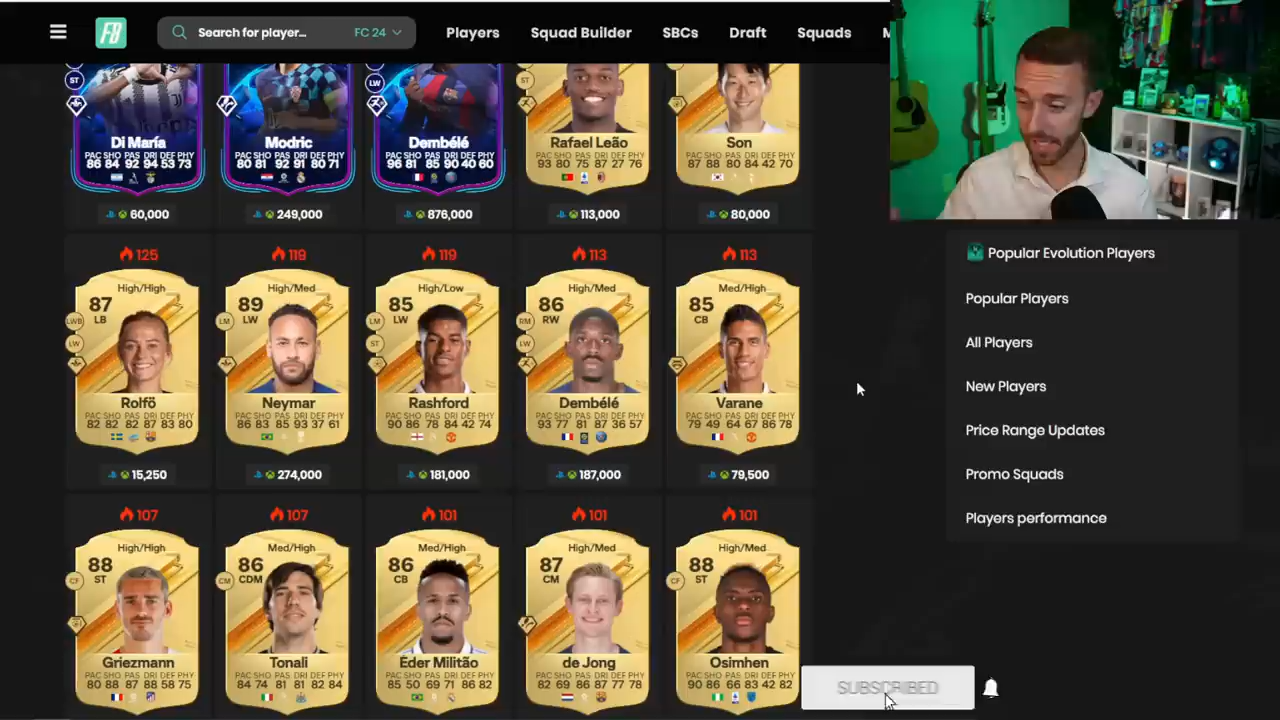 FB Search for player... FC 24 Players Squad Builder SBCs Draft Squads M
ST LW ST
Di María Modric Dembélé Rafael Leão Son
PAC SHO PAS DRI DEF PHY PAC SHO PAS DRI DEF PHY PAC SHO PAS DRI DEF PHY PAC SHO PAS DRI DEF PHY PAC SHO PAS DRI DEF PHY
86 84 92 94 53 73 80 81 92 91 80 71 96 81 85 90 40 60 93 80 75 87 27 76 87 88 80 84 42 70
60,000 249,000 876,000 113,000 80,000
125 119 119 113 113
High/High High/Med High/Low High/Med Med/High
87 89 85 86 85
LB LW LW RW CB
LWB LM LM RM
LW ST LW
Rolfö Neymar Rashford Dembélé Varane
PAC SHO PAS DRI DEF PHY PAC SHO PAS DRI DEF PHY PAC SHO PAS DRI DEF PHY PAC SHO PAS DRI DEF PHY PAC SHO PAS DRI DEF PHY
82 82 82 87 83 80 86 83 85 93 37 61 90 86 78 84 42 74 93 77 81 87 36 57 79 49 64 67 86 78
15,250 274,000 181,000 187,000 79,500
107 107 101 101 101
High/High Med/High Med/High High/Med High/Med
88 86 86 87 88
ST CDM CB CM ST
CF CM CF
Griezmann Tonali Éder Militão de Jong Osimhen
PAC SHO PAS DRI DEF PHY PAC SHO PAS DRI DEF PHY PAC SHO PAS DRI DEF PHY PAC SHO PAS DRI DEF PHY PAC SHO PAS DRI DEF PHY
80 88 87 88 58 75 84 74 81 81 82 84 85 50 69 71 86 82 82 69 86 87 77 78 90 86 66 83 42 82
Popular Evolution Players
Popular Players
All Players
New Players
Price Range Updates
Promo Squads
Players performance
SUBSCRIBED